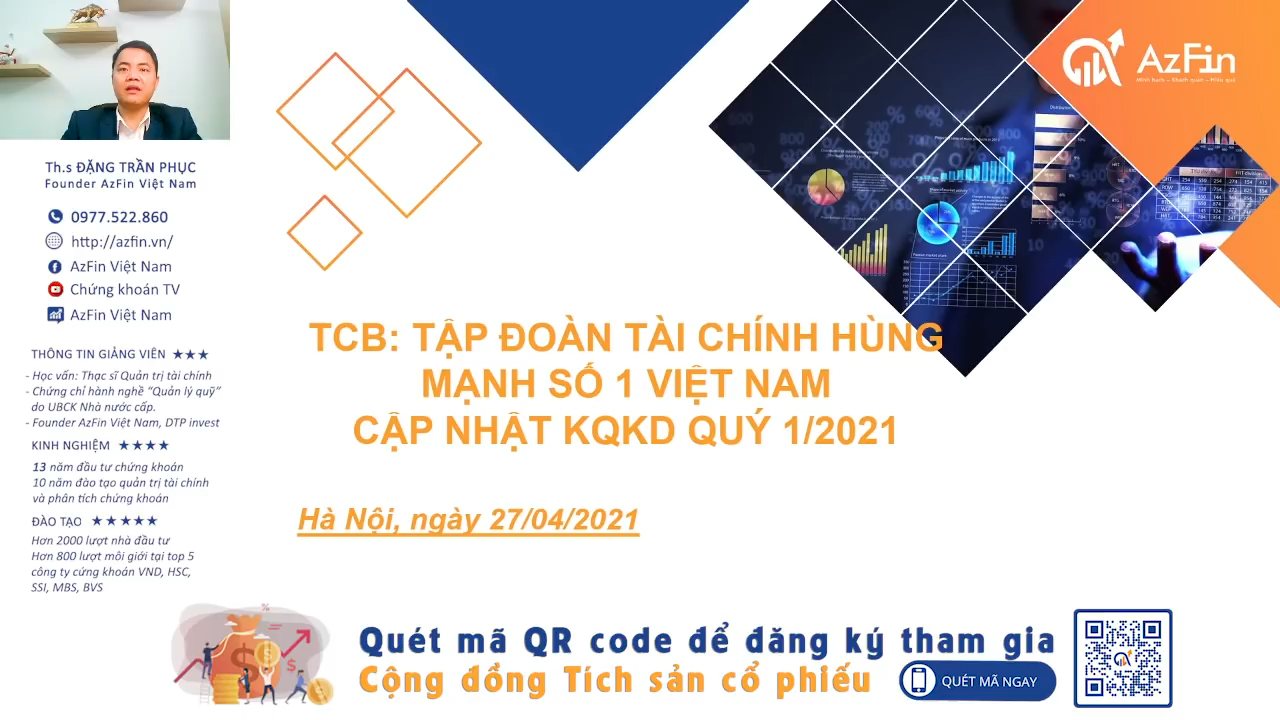 AzFin
Minh bạch – Khách quan – Hiệu quả
Th.s ĐẶNG TRẦN PHỤC
Founder AzFin Việt Nam
0977.522.860
http://azfin.vn/
AzFin Việt Nam
Chứng khoán TV
AzFin Việt Nam
THÔNG TIN GIẢNG VIÊN ★★★
- Học vấn: Thạc sĩ Quản trị tài chính
- Chứng chỉ hành nghề “Quản lý quỹ”
do UBCK Nhà nước cấp.
- Founder AzFin Việt Nam, DTP invest
KINH NGHIỆM ★★★★
13 năm đầu tư chứng khoán
10 năm đào tạo quản trị tài chính
và phân tích chứng khoán
ĐÀO TẠO ★★★★★
Hơn 2000 lượt nhà đầu tư
Hơn 800 lượt môi giới tại top 5
công ty cứng khoán VND, HSC,
SSI, MBS, BVS
TCB: TẬP ĐOÀN TÀI CHÍNH HÙNG
MẠNH SỐ 1 VIỆT NAM
CẬP NHẬT KQKD QUÝ 1/2021
Hà Nội, ngày 27/04/2021
Quét mã QR code để đăng ký tham gia
Cộng đồng Tích sản cổ phiếu
QUÉT MÃ NGAY